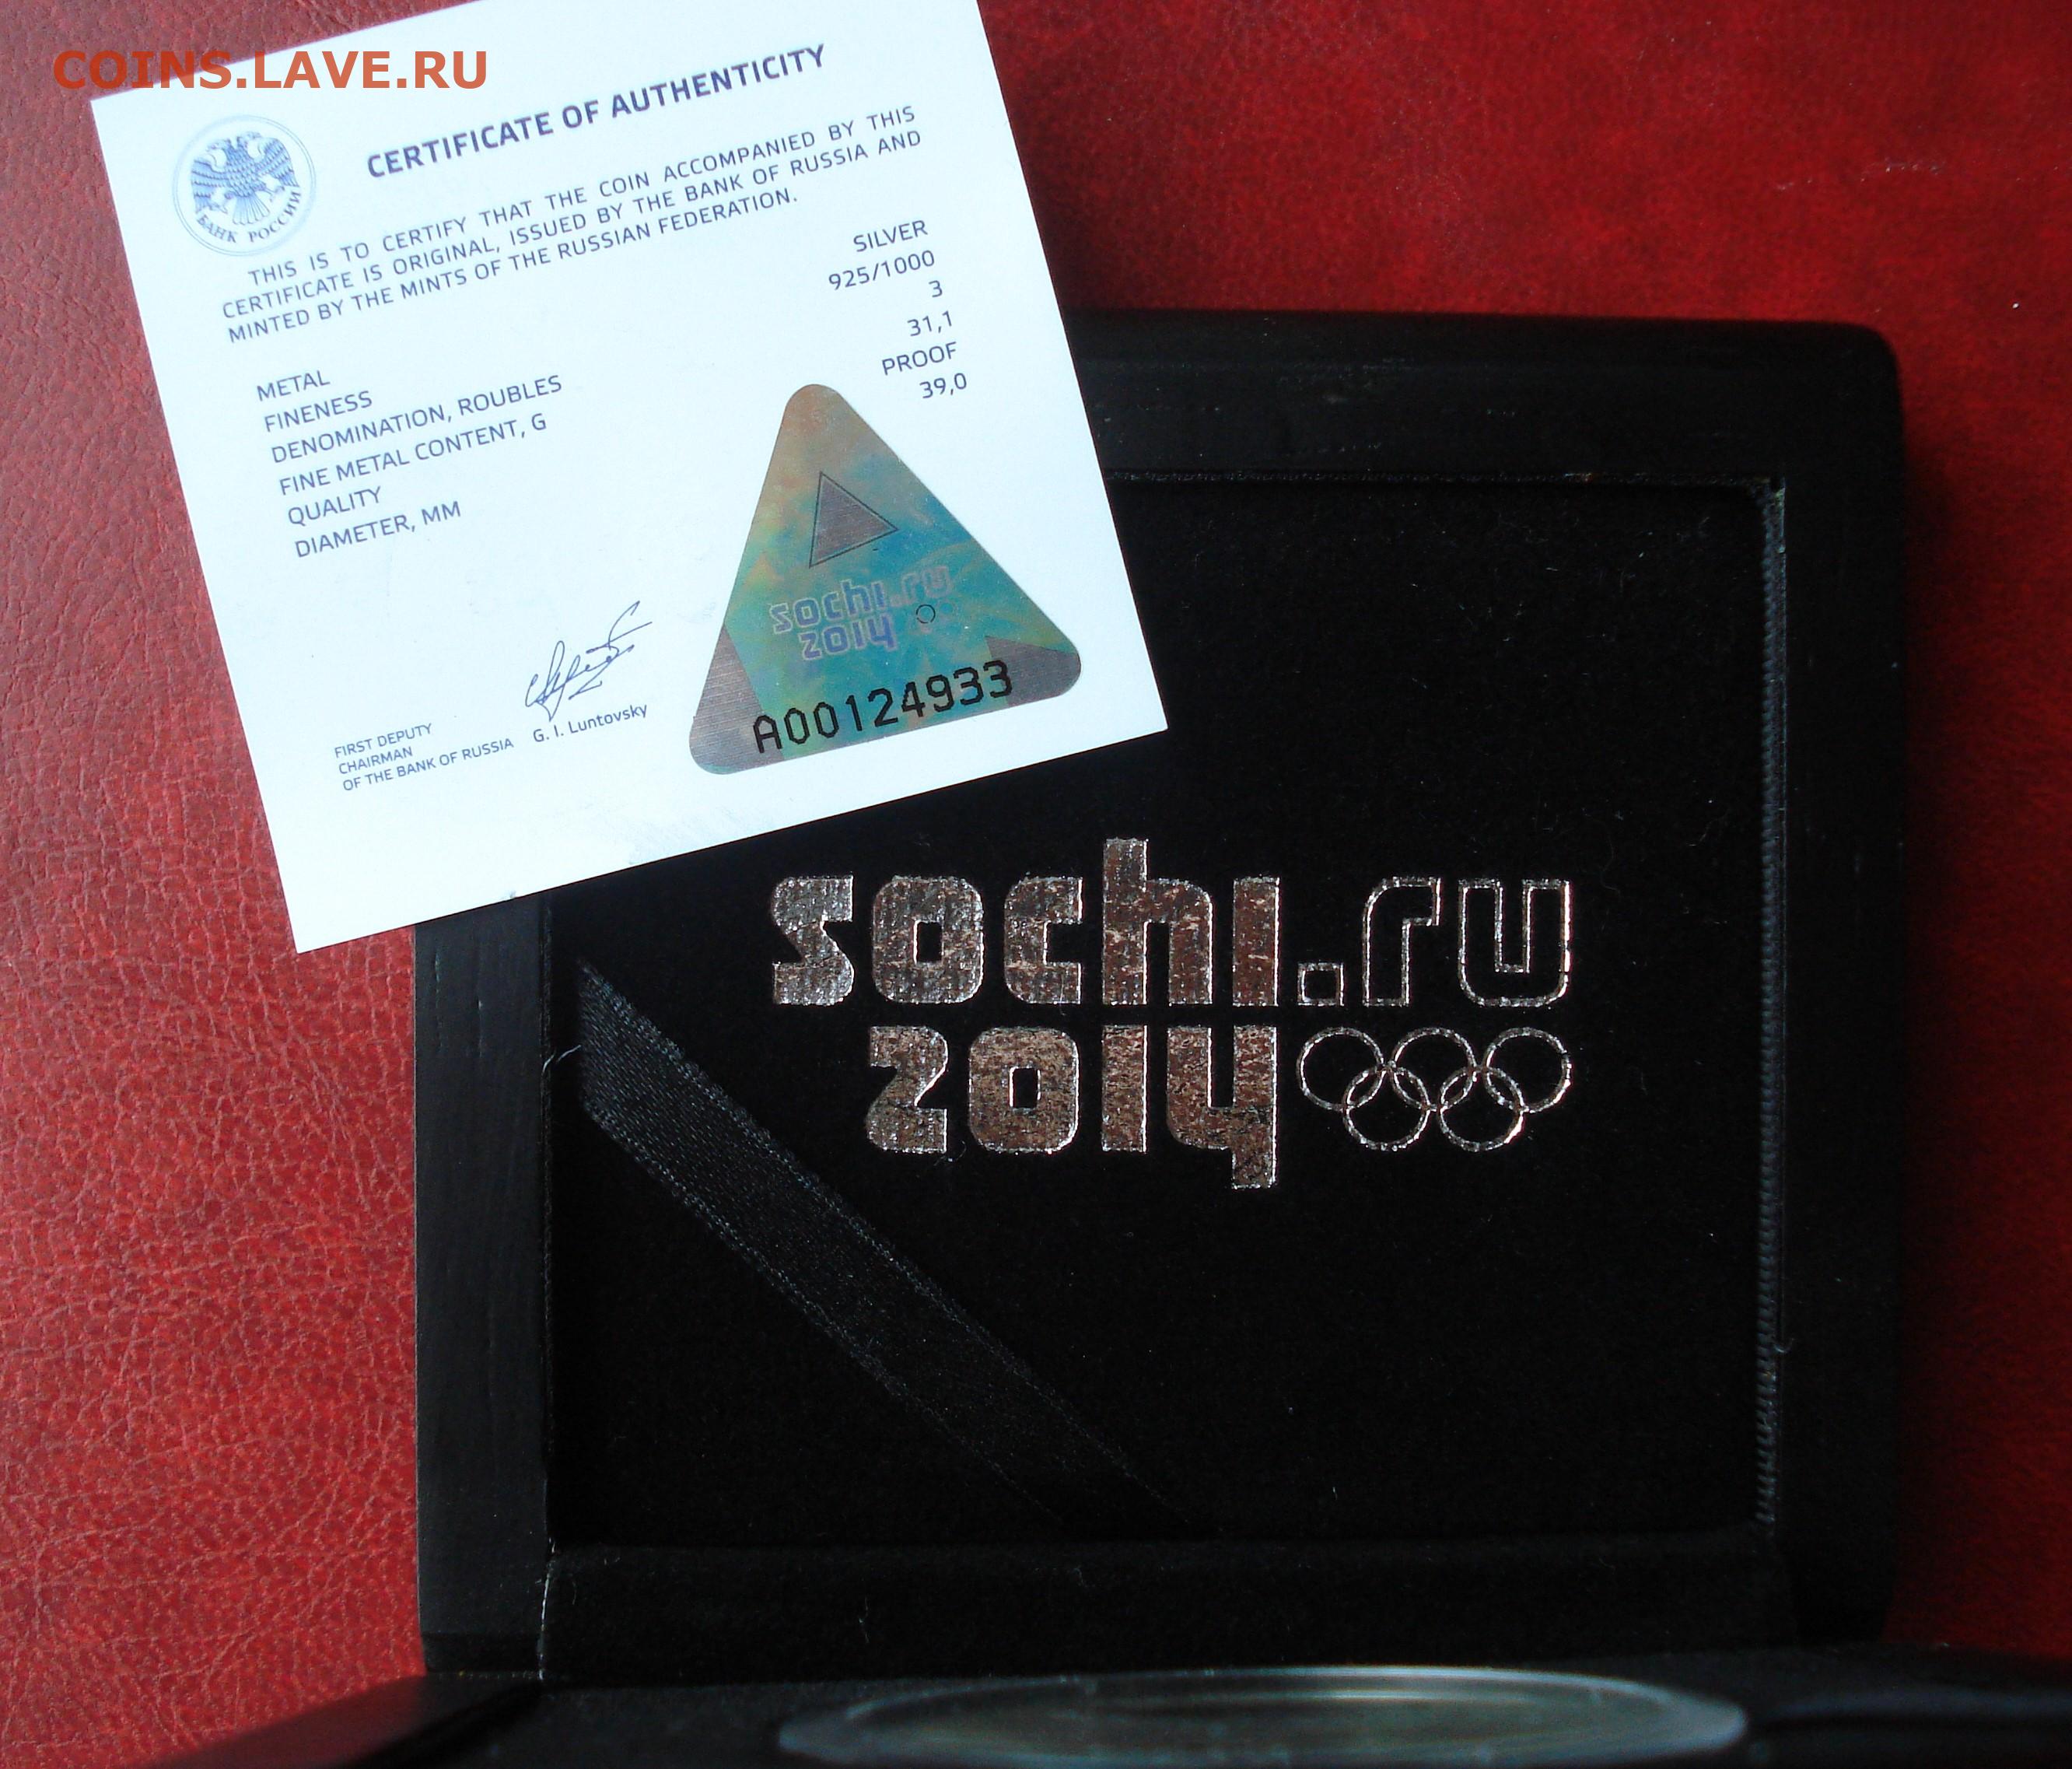 COINS.LAVE.RU
CERTIFICATE OF AUTHENTICITY
БАНК РОССИИ
THIS IS TO CERTIFY THAT THE COIN ACCOMPANIED BY THIS
CERTIFICATE IS ORIGINAL, ISSUED BY THE BANK OF RUSSIA AND
MINTED BY THE MINTS OF THE RUSSIAN FEDERATION.
METAL SILVER
FINENESS 925/1000
DENOMINATION, ROUBLES 3
FINE METAL CONTENT, G 31,1
QUALITY PROOF
DIAMETER, MM 39,0
sochi.ru
2014
A00124933
FIRST DEPUTY
CHAIRMAN
OF THE BANK OF RUSSIA G. I. Luntovsky
sochi.ru
2014